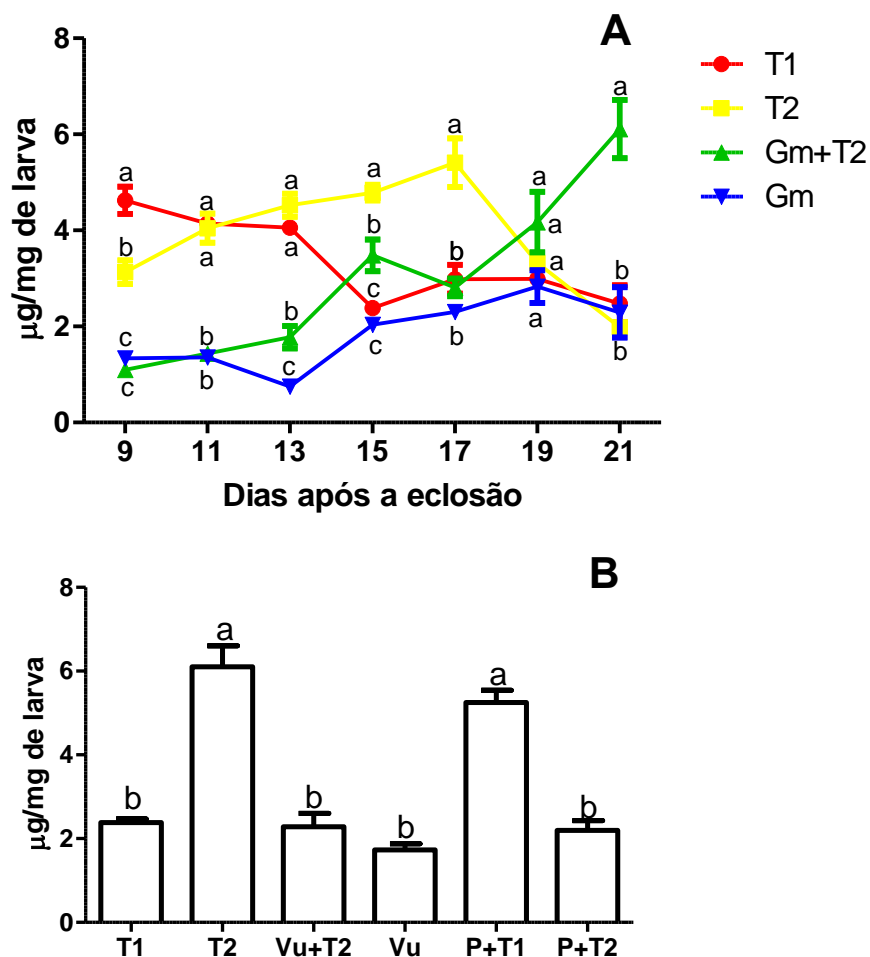 A
8
6
4
2
0
µg/mg de larva
a a a a a a
b a a b b a
c b b c a
c b c c b a b
9 11 13 15 17 19 21
Dias após a eclosão
T1
T2
Gm+T2
Gm
B
8
6
4
2
0
µg/mg de larva
b a b b a b
T1 T2 Vu+T2 Vu P+T1 P+T2